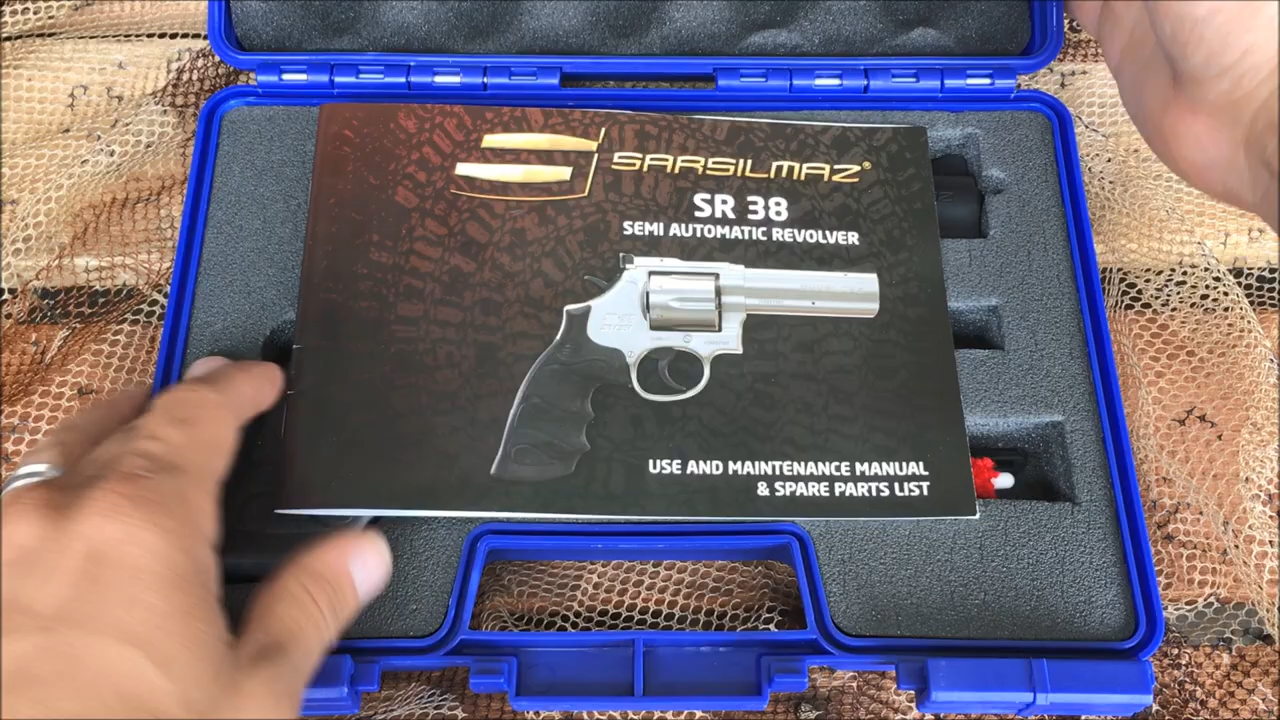 SARSILMAZ®
SR 38
SEMI AUTOMATIC REVOLVER
USE AND MAINTENANCE MANUAL
& SPARE PARTS LIST